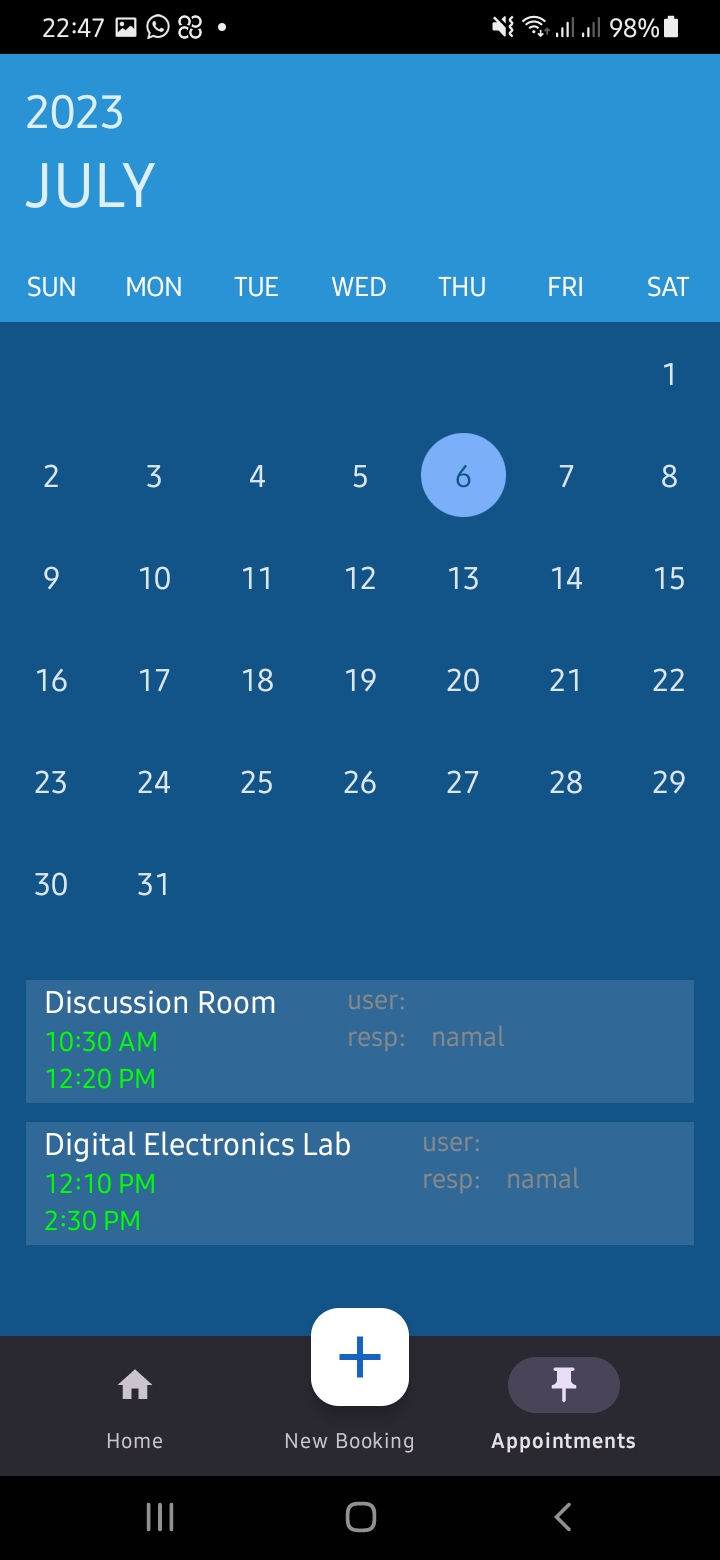 22:47 98%
2023
JULY
SUN MON TUE WED THU FRI SAT
1
2 3 4 5 6 7 8
9 10 11 12 13 14 15
16 17 18 19 20 21 22
23 24 25 26 27 28 29
30 31
Discussion Room user:
10:30 AM resp: namal
12:20 PM
Digital Electronics Lab user:
12:10 PM resp: namal
2:30 PM
Home New Booking Appointments